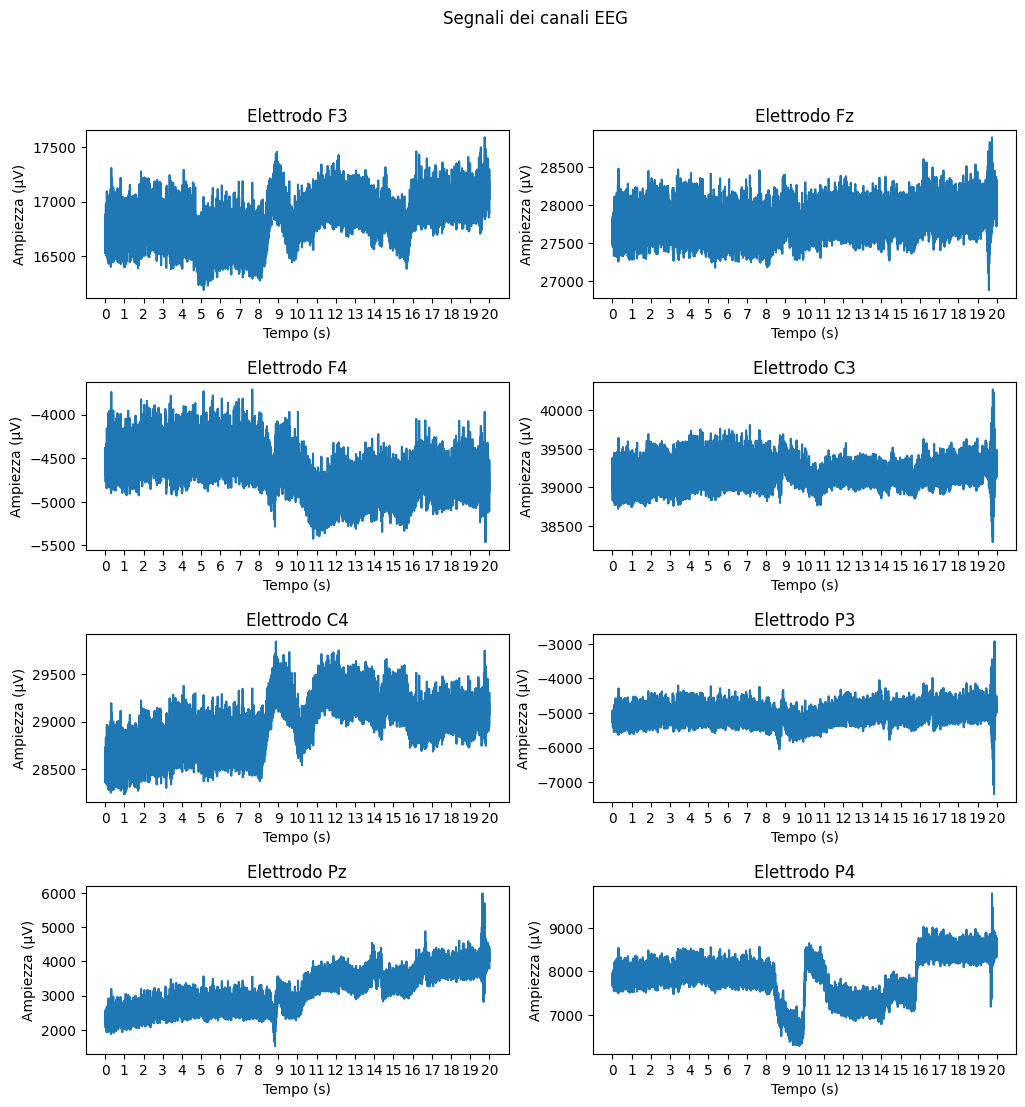 Segnali dei canali EEG
Elettrodo F3
Ampiezza (µV)
17500
17000
16500
0 1 2 3 4 5 6 7 8 9 10 11 12 13 14 15 16 17 18 19 20
Tempo (s)
Elettrodo Fz
Ampiezza (µV)
28500
28000
27500
27000
0 1 2 3 4 5 6 7 8 9 10 11 12 13 14 15 16 17 18 19 20
Tempo (s)
Elettrodo F4
Ampiezza (µV)
−4000
−4500
−5000
−5500
0 1 2 3 4 5 6 7 8 9 10 11 12 13 14 15 16 17 18 19 20
Tempo (s)
Elettrodo C3
Ampiezza (µV)
40000
39500
39000
38500
0 1 2 3 4 5 6 7 8 9 10 11 12 13 14 15 16 17 18 19 20
Tempo (s)
Elettrodo C4
Ampiezza (µV)
29500
29000
28500
0 1 2 3 4 5 6 7 8 9 10 11 12 13 14 15 16 17 18 19 20
Tempo (s)
Elettrodo P3
Ampiezza (µV)
−3000
−4000
−5000
−6000
−7000
0 1 2 3 4 5 6 7 8 9 10 11 12 13 14 15 16 17 18 19 20
Tempo (s)
Elettrodo Pz
Ampiezza (µV)
6000
5000
4000
3000
2000
0 1 2 3 4 5 6 7 8 9 10 11 12 13 14 15 16 17 18 19 20
Tempo (s)
Elettrodo P4
Ampiezza (µV)
9000
8000
7000
0 1 2 3 4 5 6 7 8 9 10 11 12 13 14 15 16 17 18 19 20
Tempo (s)